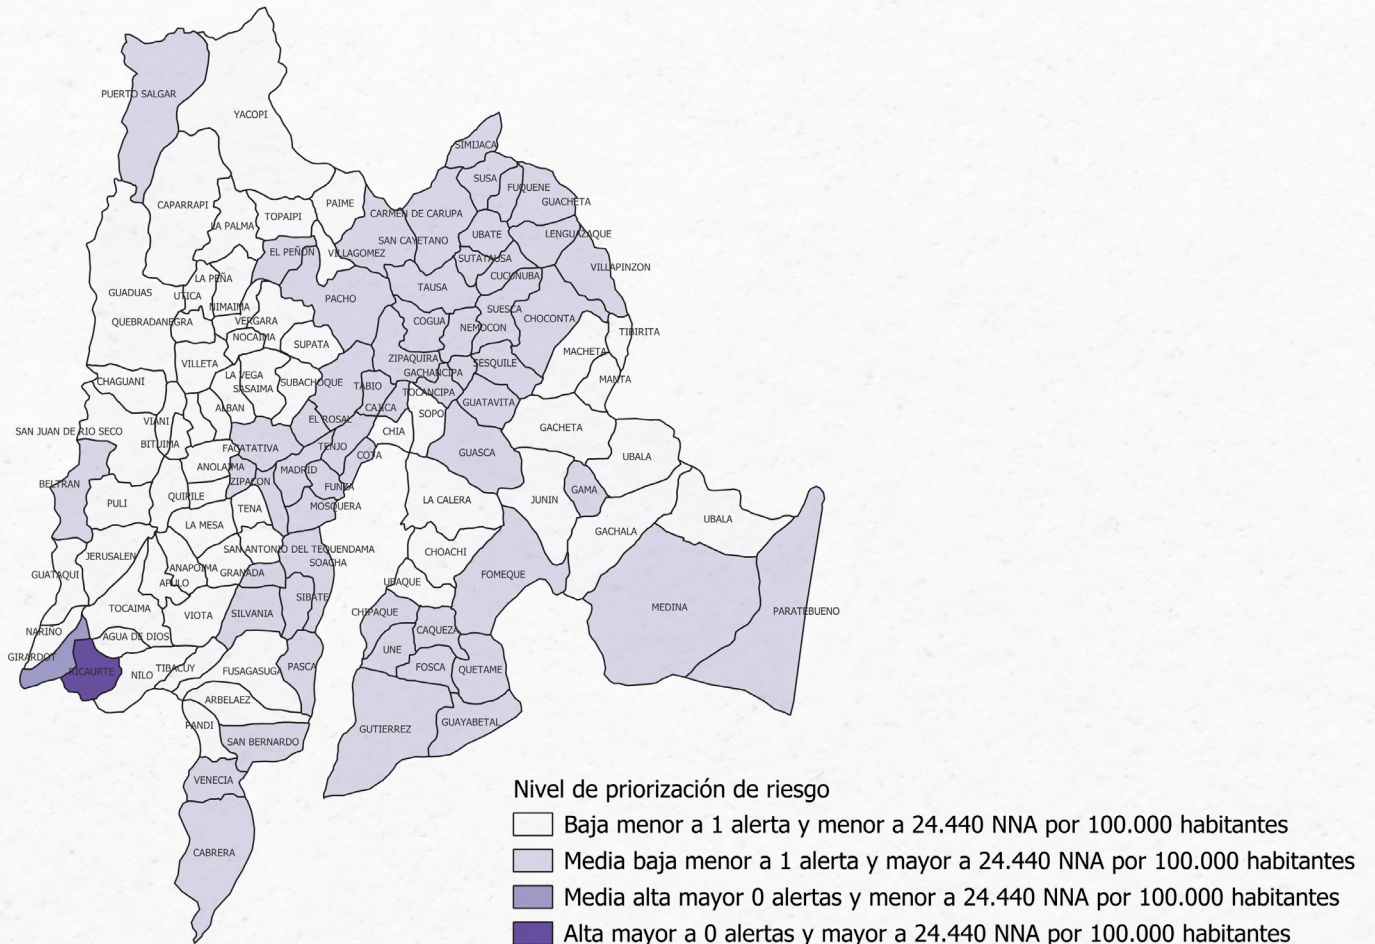 PUERTO SALGAR
YACOPI
SIMIJACA
SUSA
FUQUENE
GUACHETA
CAPARRAPI
PAIME
CARMEN DE CARUPA
TOPAIPI
LA PALMA
UBATE
LENGUAZAQUE
SAN CAYETANO
EL PEÑON
VILLAGOMEZ
SUTATAUSA
VILLAPINZON
CUCUNUBA
LA PEÑA
TAUSA
GUADUAS
UTICA
PACHO
NIMAIMA
SUESCA
QUEBRADANEGRA
VERGARA
COGUA
CHOCONTA
NEMOCON
TIBIRITA
NOCAIMA
SUPATA
MACHETA
ZIPAQUIRA
VILLETA
SESQUILE
GACHANCIPA
LA VEGA
MANTA
CHAGUANI
SUBACHOQUE
TABIO
SASAIMA
TOCANCIPA
GUATAVITA
ALBAN
CAJICA
SOPO
VIANI
EL ROSAL
GACHETA
SAN JUAN DE RIO SECO
CHIA
BITUIMA
FACATATIVA
TENJO
GUASCA
COTA
UBALA
ANOLAIMA
MADRID
BELTRAN
ZIPACON
FUNZA
GAMA
QUIPILE
JUNIN
LA CALERA
PULI
TENA
MOSQUERA
UBALA
LA MESA
GACHALA
SAN ANTONIO DEL TEQUENDAMA
CHOACHI
JERUSALEN
SOACHA
ANAPOIMA
GUATAQUI
GRANADA
FOMEQUE
APULO
UBAQUE
SIBATE
TOCAIMA
MEDINA
PARATEBUENO
CHIPAQUE
SILVANIA
VIOTA
NARIÑO
CAQUEZA
AGUA DE DIOS
UNE
GIRARDOT
FOSCA
TIBACUY
PASCA
QUETAME
RICAURTE
FUSAGASUGA
NILO
ARBELAEZ
GUAYABETAL
PANDI
GUTIERREZ
SAN BERNARDO
VENECIA
CABRERA
Nivel de priorización de riesgo
Baja menor a 1 alerta y menor a 24.440 NNA por 100.000 habitantes
Media baja menor a 1 alerta y mayor a 24.440 NNA por 100.000 habitantes
Media alta mayor 0 alertas y menor a 24.440 NNA por 100.000 habitantes
Alta mayor a 0 alertas y mayor a 24.440 NNA por 100.000 habitantes